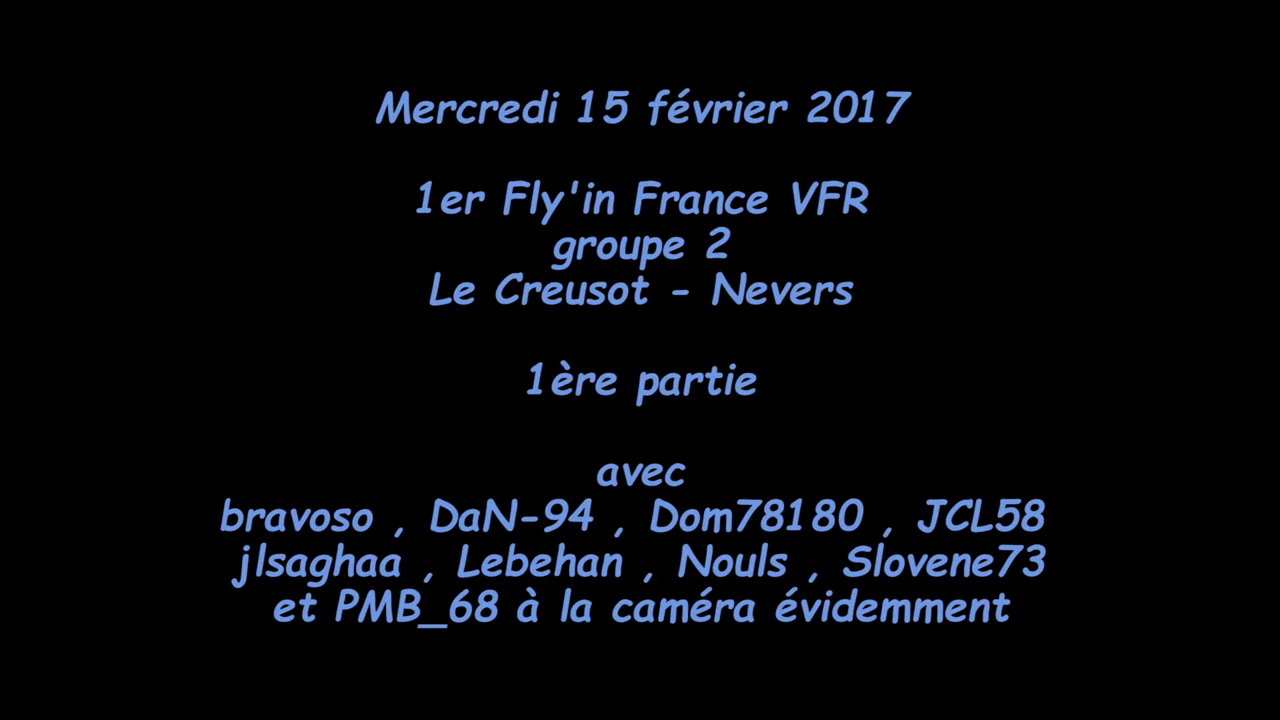 Mercredi 15 février 2017
1er Fly'in France VFR
groupe 2
Le Creusot - Nevers
1ère partie
avec
bravoso , DaN-94 , Dom78180 , JCL58
jlsaghaa , Lebehan , Nouls , Slovene73
et PMB_68 à la caméra évidemment